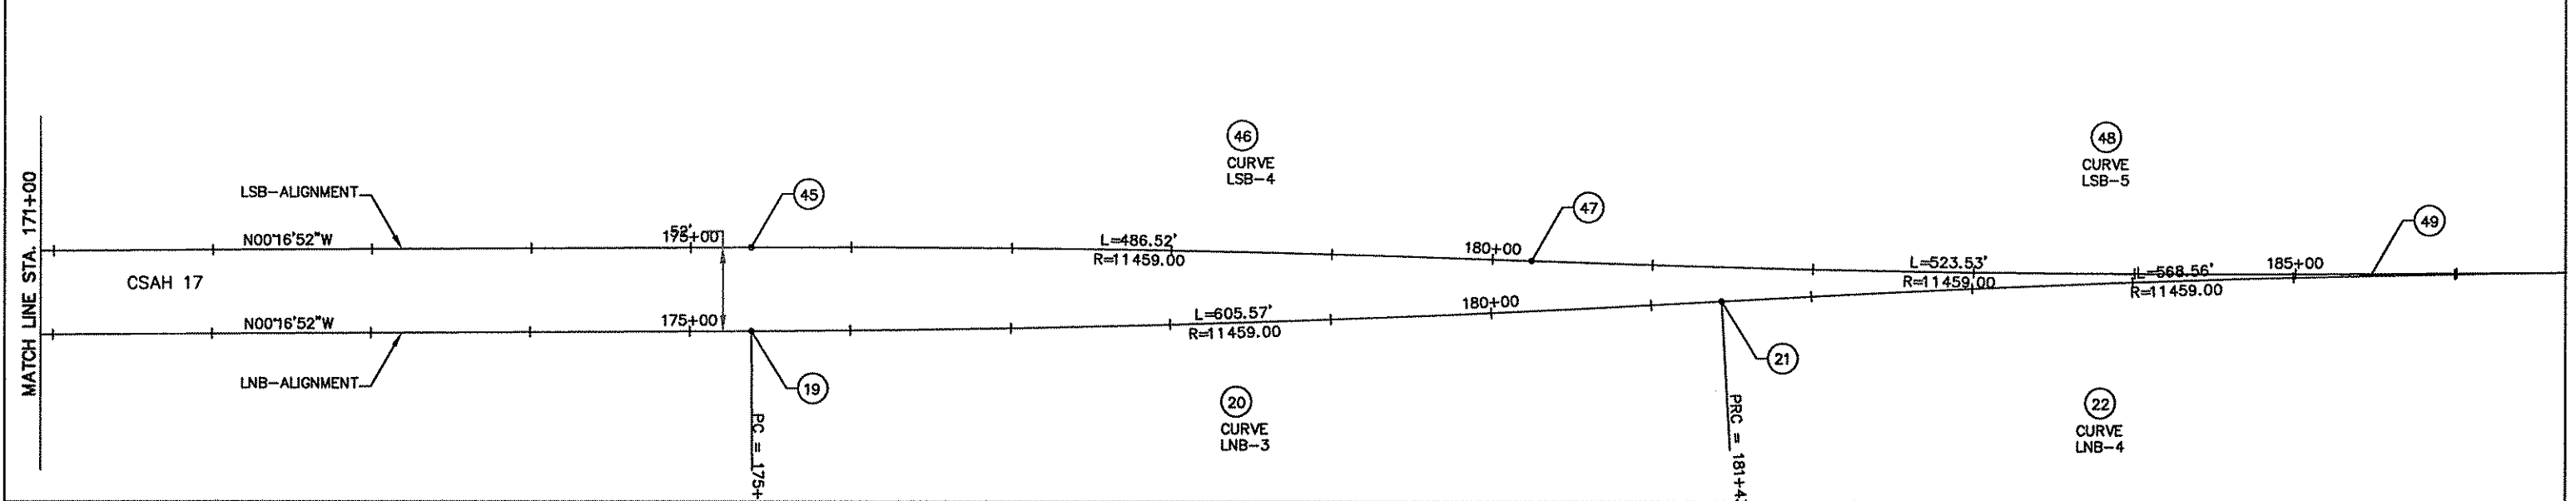 46
CURVE
LSB-4
48
CURVE
LSB-5
MATCH LINE STA. 171+00
LSB-ALIGNMENT
45
47
49
N00°16'52"W
52'
175+00
L=486.52'
R=11459.00
180+00
L=523.53'
R=11459.00
L=568.56'
R=11459.00
185+00
CSAH 17
N00°16'52"W
175+00
L=605.57'
R=11459.00
180+00
LNB-ALIGNMENT
19
21
PC = 175+
20
CURVE
LNB-3
PRC = 181+4
22
CURVE
LNB-4